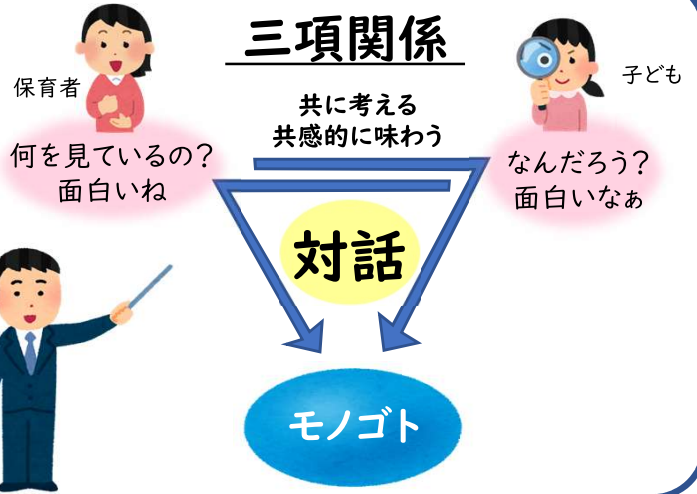 三項関係
保育者
子ども
共に考える
共感的に味わう
何を見ているの？
面白いね
なんだろう？
面白いなぁ
対話
モノゴト